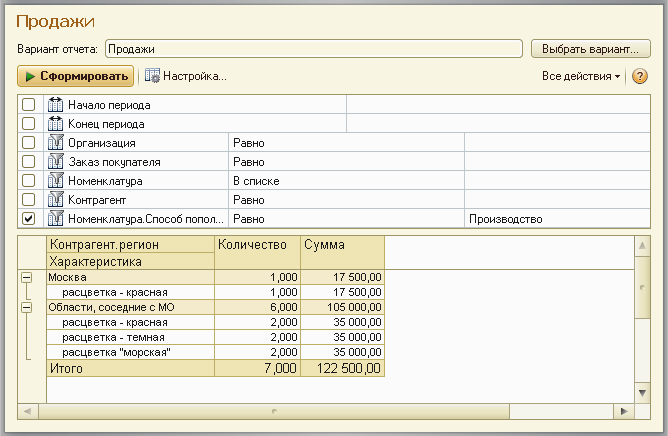 Продажи
Вариант отчета: Продажи Выбрать вариант...
Сформировать Настройка... Все действия ?
Начало периода
Конец периода
Организация Равно
Заказ покупателя Равно
Номенклатура В списке
Контрагент Равно
Номенклатура.Способ попол... Равно Производство
Контрагент.регион Количество Сумма
Характеристика
Москва 1,000 17 500,00
расцветка - красная 1,000 17 500,00
Области, соседние с МО 6,000 105 000,00
расцветка - красная 2,000 35 000,00
расцветка - темная 2,000 35 000,00
расцветка "морская" 2,000 35 000,00
Итого 7,000 122 500,00